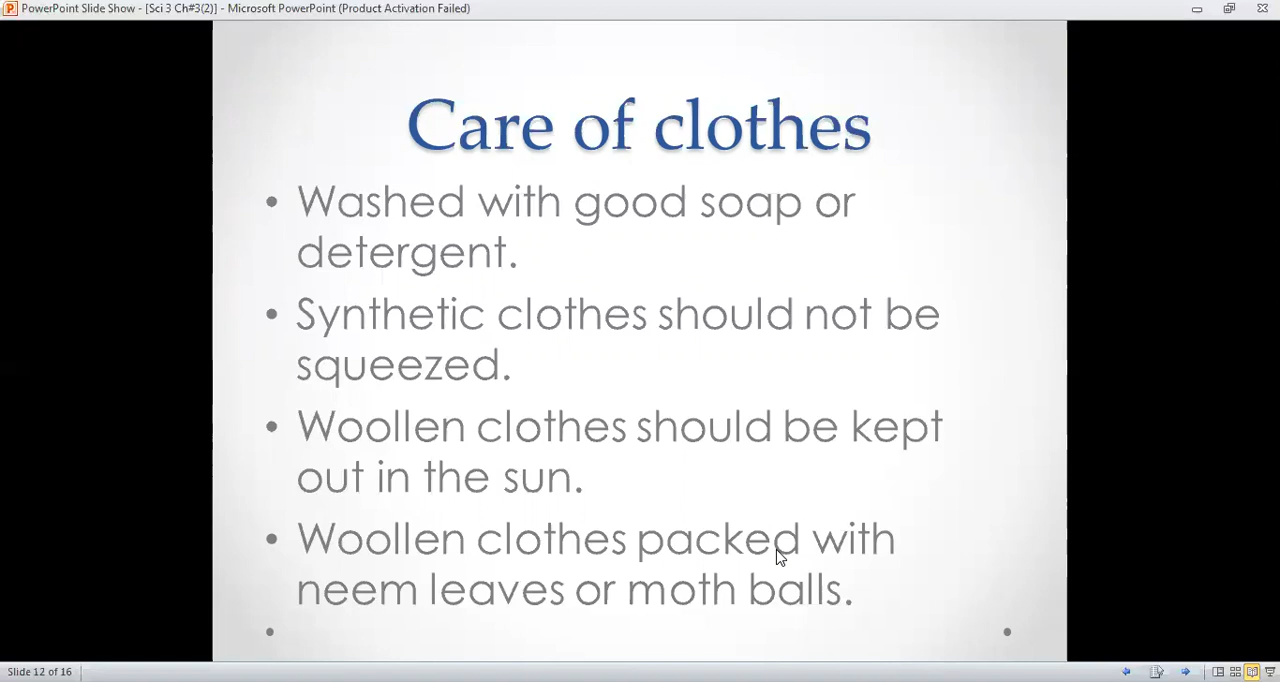 PowerPoint Slide Show - [Sci 3 Ch#3(2)] - Microsoft PowerPoint (Product Activation Failed)
Care of clothes
• Washed with good soap or
detergent.
• Synthetic clothes should not be
squeezed.
• Woollen clothes should be kept
out in the sun.
• Woollen clothes packed with
neem leaves or moth balls.
Slide 12 of 16